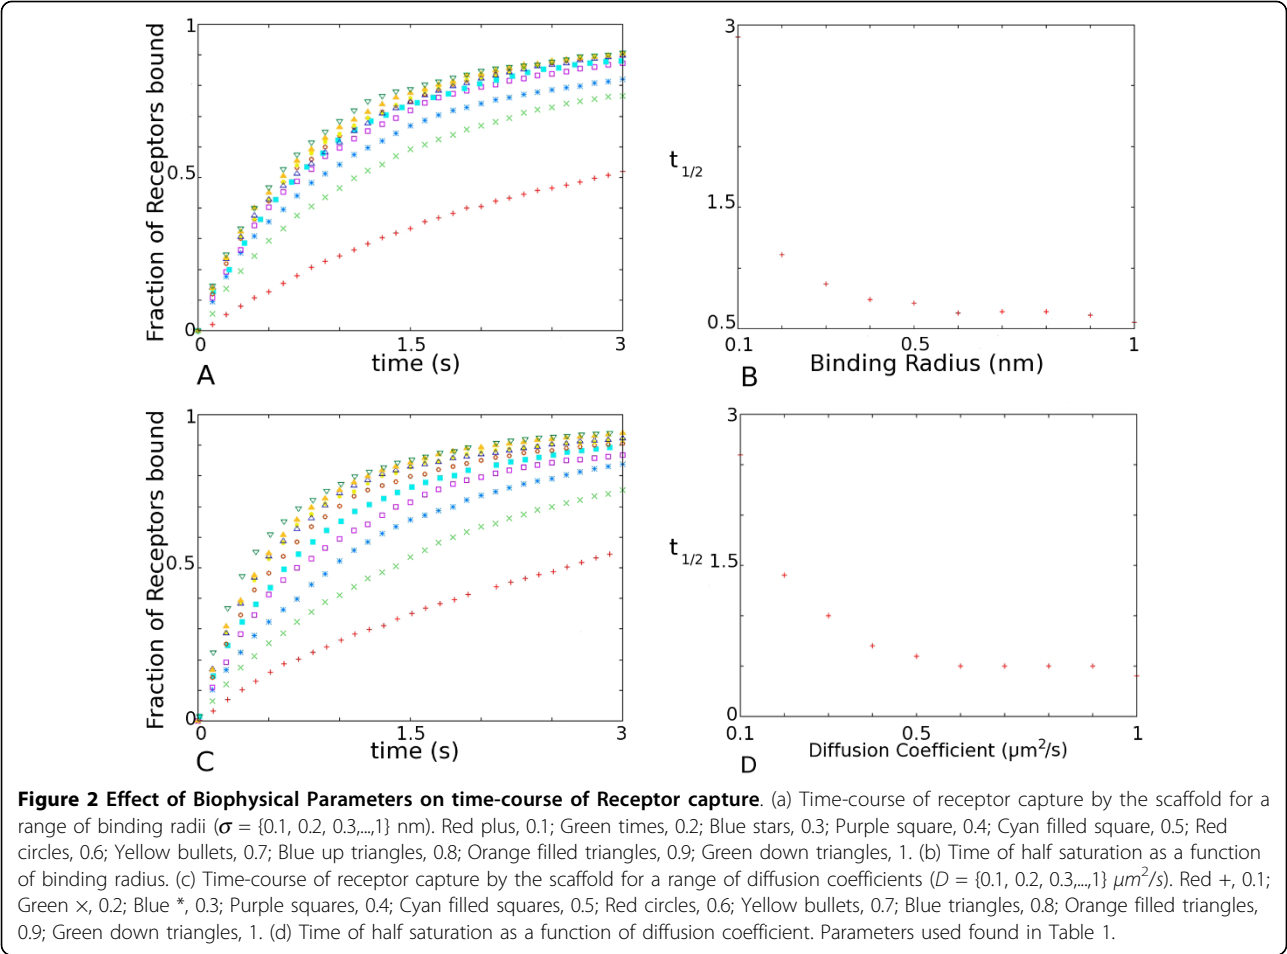 1
Fraction of Receptors bound
0.5
0
0
1.5
3
time (s)
A
3
t 1/2
1.5
0.5
0.1
0.5
1
Binding Radius (nm)
B
1
Fraction of Receptors bound
0.5
0
0
1.5
3
time (s)
C
3
t 1/2
1.5
0
0.1
0.5
1
Diffusion Coefficient (µm²/s)
D
Figure 2 Effect of Biophysical Parameters on time-course of Receptor capture. (a) Time-course of receptor capture by the scaffold for a
range of binding radii (σ = {0.1, 0.2, 0.3,...,1} nm). Red plus, 0.1; Green times, 0.2; Blue stars, 0.3; Purple square, 0.4; Cyan filled square, 0.5; Red
circles, 0.6; Yellow bullets, 0.7; Blue up triangles, 0.8; Orange filled triangles, 0.9; Green down triangles, 1. (b) Time of half saturation as a function
of binding radius. (c) Time-course of receptor capture by the scaffold for a range of diffusion coefficients (D = {0.1, 0.2, 0.3,...,1} µm²/s). Red +, 0.1;
Green ×, 0.2; Blue *, 0.3; Purple squares, 0.4; Cyan filled squares, 0.5; Red circles, 0.6; Yellow bullets, 0.7; Blue triangles, 0.8; Orange filled triangles,
0.9; Green down triangles, 1. (d) Time of half saturation as a function of diffusion coefficient. Parameters used found in Table 1.